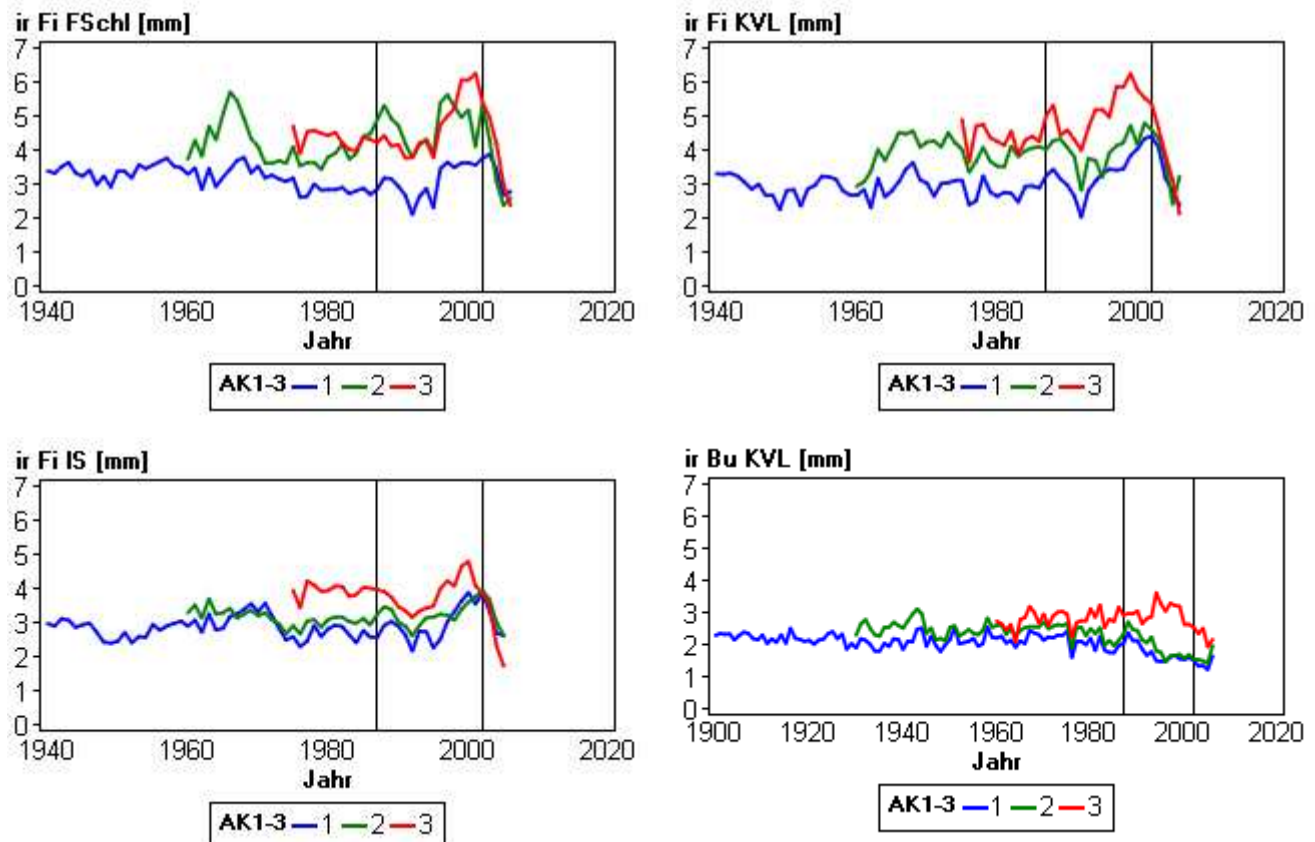 ir Fi FSchl [mm]
7
6
5
4
3
2
1
0
1940 1960 1980 2000 2020
Jahr
AK1-3 1 2 3
ir Fi KVL [mm]
7
6
5
4
3
2
1
0
1940 1960 1980 2000 2020
Jahr
AK1-3 1 2 3
ir Fi IS [mm]
7
6
5
4
3
2
1
0
1940 1960 1980 2000 2020
Jahr
AK1-3 1 2 3
ir Bu KVL [mm]
7
6
5
4
3
2
1
0
1900 1920 1940 1960 1980 2000 2020
Jahr
AK1-3 1 2 3